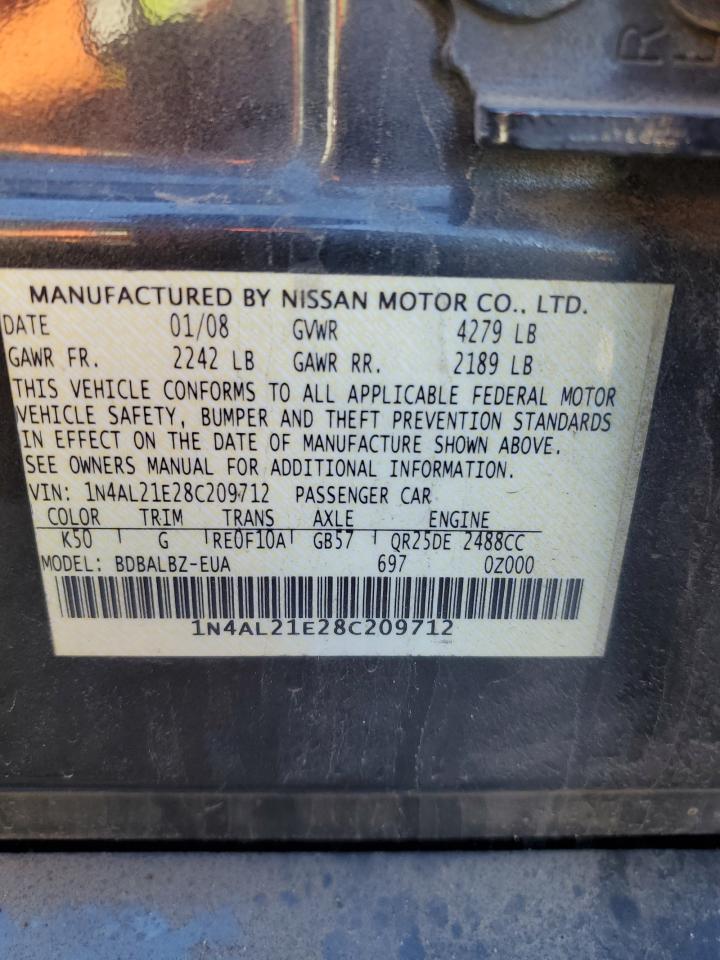 R
MANUFACTURED BY NISSAN MOTOR CO., LTD.
DATE 01/08 GVWR 4279 LB
GAWR FR. 2242 LB GAWR RR. 2189 LB
THIS VEHICLE CONFORMS TO ALL APPLICABLE FEDERAL MOTOR
VEHICLE SAFETY, BUMPER AND THEFT PREVENTION STANDARDS
IN EFFECT ON THE DATE OF MANUFACTURE SHOWN ABOVE.
SEE OWNERS MANUAL FOR ADDITIONAL INFORMATION.
VIN: 1N4AL21E28C209712 PASSENGER CAR
COLOR TRIM TRANS AXLE ENGINE
K50 G RE0F10A GB57 QR25DE 2488CC
MODEL: BDBALBZ-EUA 697 0Z000
1N4AL21E28C209712